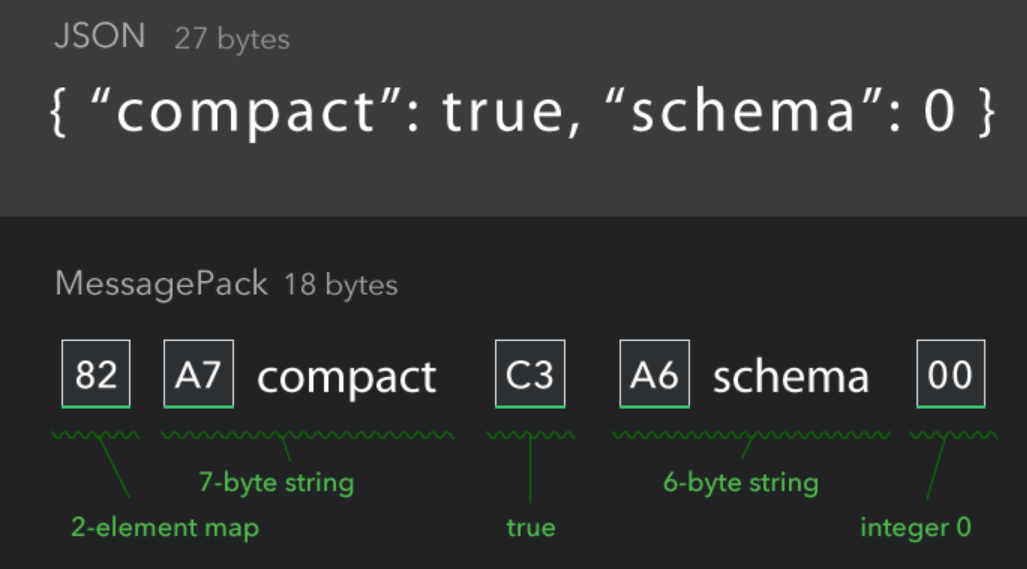 JSON 27 bytes
{ “compact”: true, “schema”: 0 }
MessagePack 18 bytes
82 A7 compact C3 A6 schema 00
7-byte string 6-byte string
2-element map true integer 0